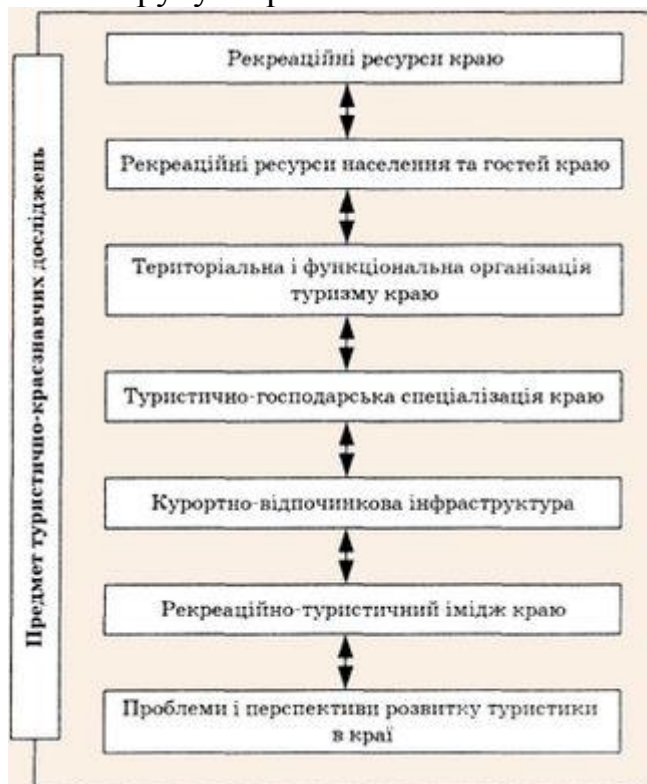 Предмет туристично-краєзнавчих досліджень
Рекреаційні ресурси краю
Рекреаційні ресурси населення та гостей краю
Територіальна і функціональна організація
туризму краю
Туристично-господарська спеціалізація краю
Курортно-відпочинкова інфраструктура
Рекреаційно-туристичний імідж краю
Проблеми і перспективи розвитку туристики
в краї